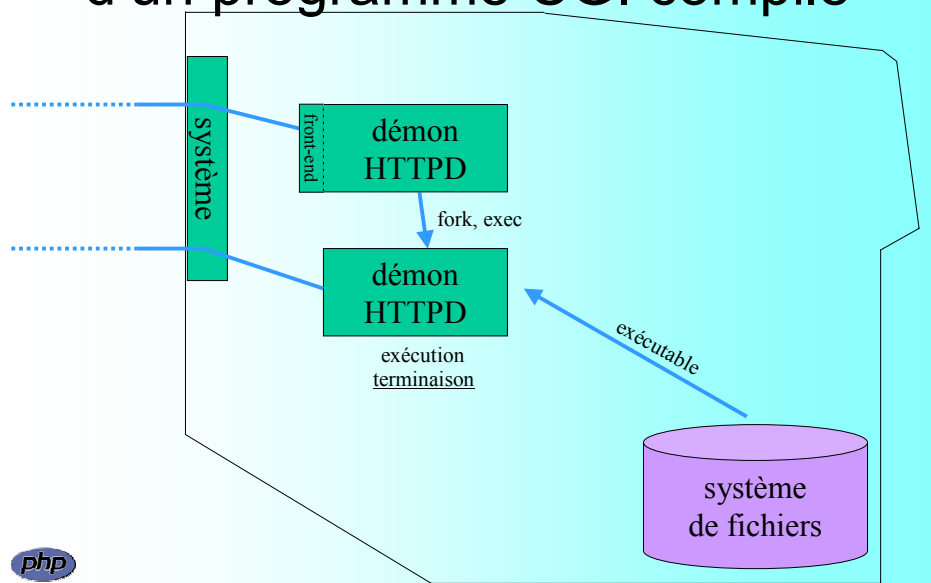 d'un programme CGI compilé
système
front-end
démon
HTTPD
fork, exec
démon
HTTPD
exécution
terminaison
exécutable
système
de fichiers
php